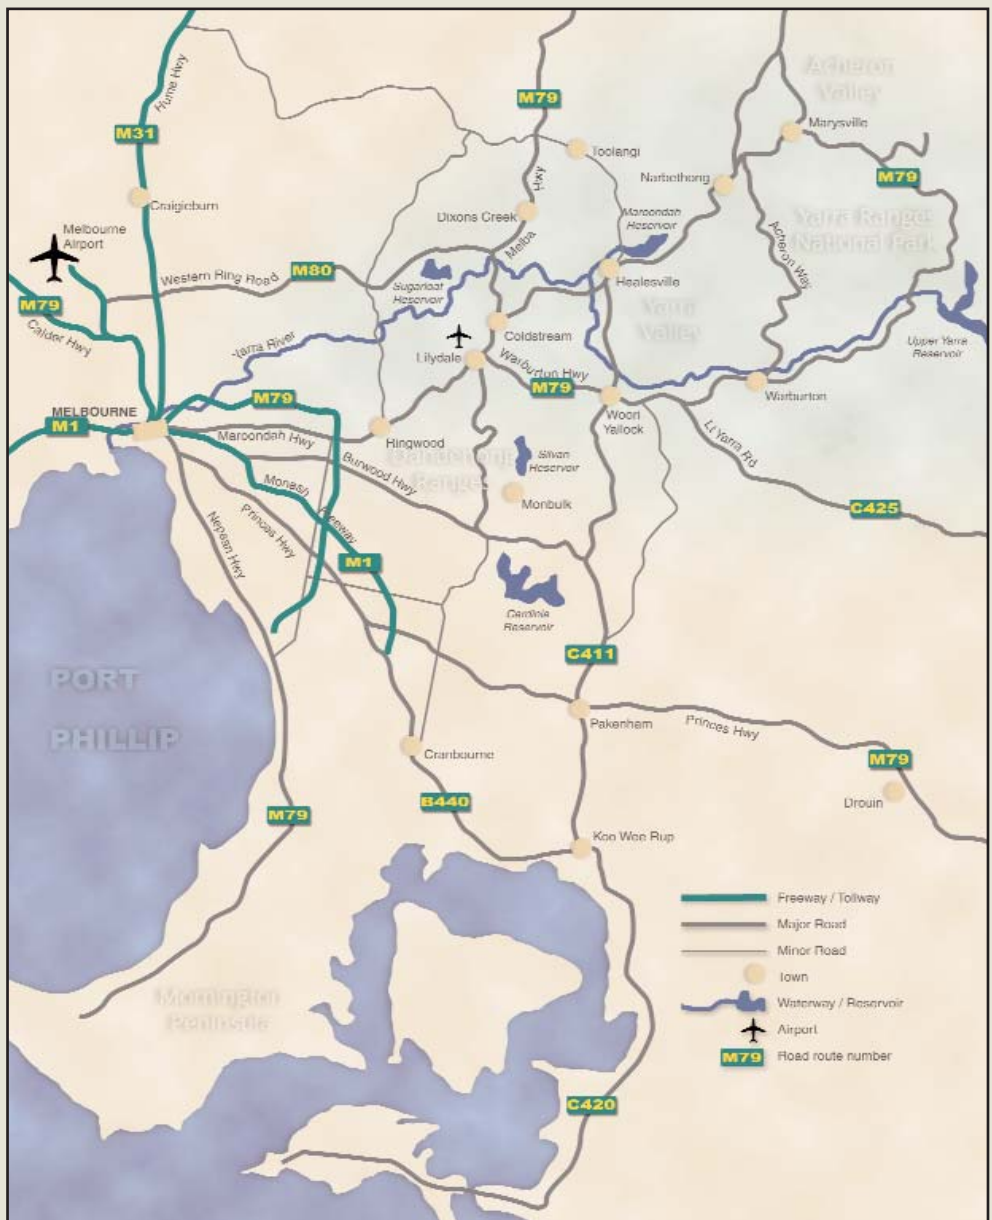 Hume Hwy
M31
M79
Acheron
Valley
Marysville
Toolangi
Narbethong
M79
Hwy
Craigieburn
Dixons Creek
Maroondah
Reservoir
Yarra Ranges
National Park
Melbourne
Airport
Melba
Acheron Way
Western Ring Road
M80
Sugarloaf
Reservoir
Healesville
M79
Calder Hwy
Yarra
Valley
Coldstream
Upper Yarra
Reservoir
Yarra River
Lilydale
Warburton Hwy
M79
Warburton
M79
MELBOURNE
M1
Woori
Yallock
Maroondah Hwy
Ringwood
Lt Yarra Rd
Dandenong
Ranges
Silvan
Reservoir
Burwood Hwy
Monash
Freeway
Monbulk
C425
Princes Hwy
Nepean Hwy
M1
Cardinia
Reservoir
C411
PORT
PHILLIP
Pakenham
Princes Hwy
Cranbourne
M79
Drouin
B440
M79
Koo Wee Rup
Freeway / Tollway
Major Road
Minor Road
Town
Waterway / Reservoir
Airport
M79 Road route number
Mornington
Peninsula
C420